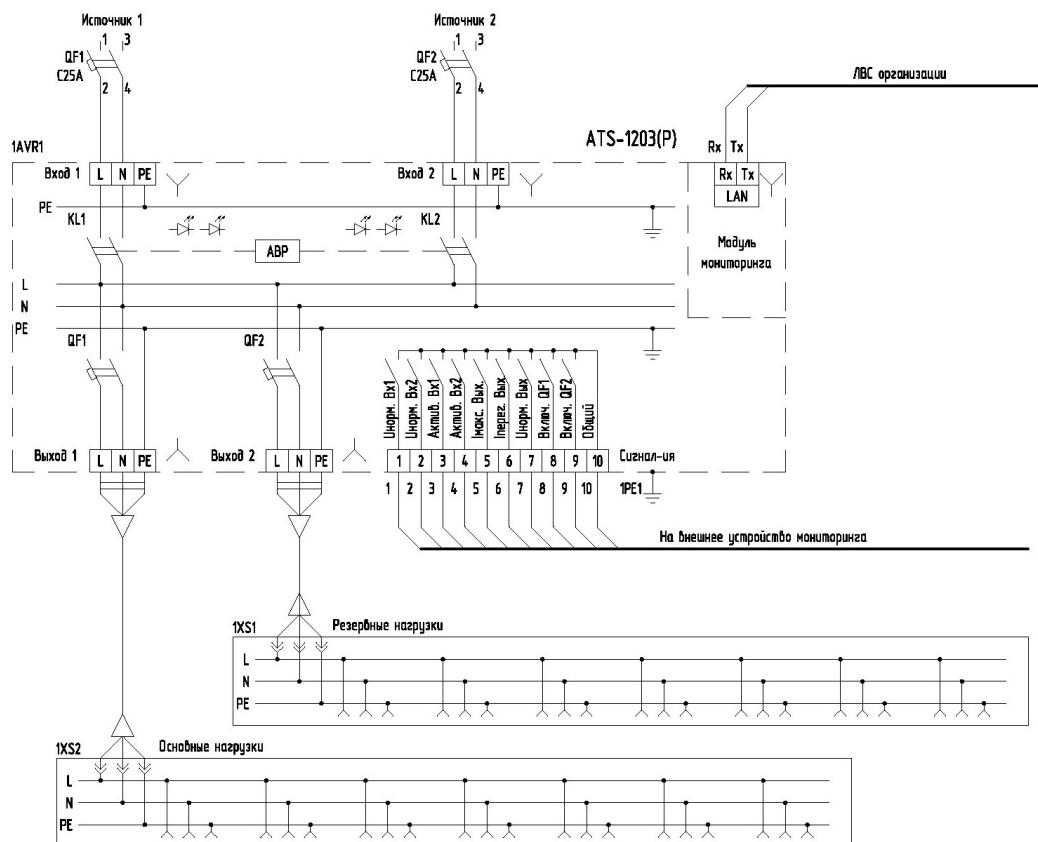 Источник 1
Источник 2
1 3
1 3
QF1
C25A
QF2
C25A
2 4
2 4
ЛВС организации
1AVR1
ATS-1203(P)
Rx Tx
Вход 1 L N PE
Вход 2 L N PE
Rx Tx
LAN
PE
KL1
KL2
АВР
Модуль
мониторинга
L
N
PE
QF1
QF2
Uнорм. Вх1
Uнорм. Вх2
Актив. Вх1
Актив. Вх2
Iмакс. Вых.
Iперег. Вых.
Uнорм. Вых
Включ. QF1
Включ. QF2
Общий
Выход 1 L N PE
Выход 2 L N PE
1 2 3 4 5 6 7 8 9 10
Сигнал-ия
1 2 3 4 5 6 7 8 9 10
1PE1
На внешнее устройство мониторинга
1XS1
Резервные нагрузки
L
N
PE
1XS2
Основные нагрузки
L
N
PE